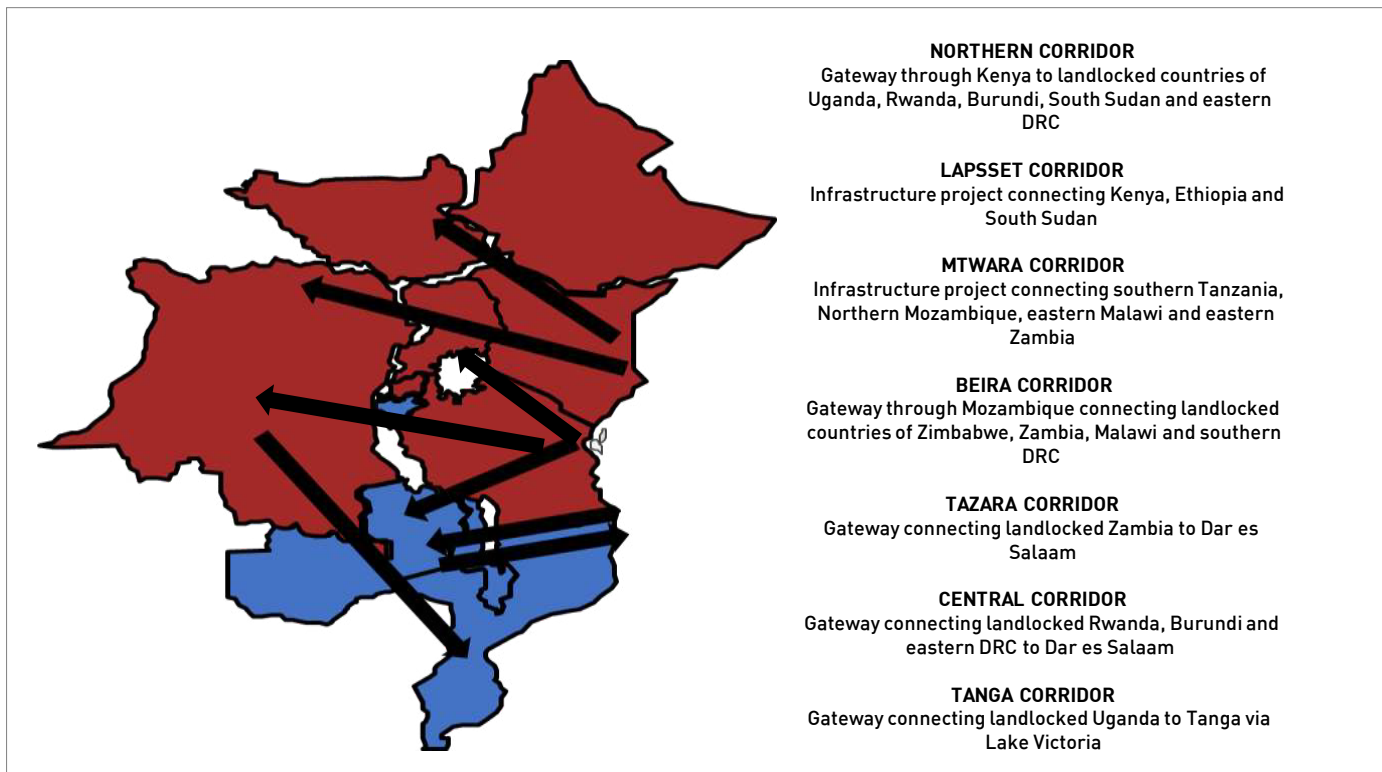 NORTHERN CORRIDOR
Gateway through Kenya to landlocked countries of
Uganda, Rwanda, Burundi, South Sudan and eastern
DRC
LAPSSET CORRIDOR
Infrastructure project connecting Kenya, Ethiopia and
South Sudan
MTWARA CORRIDOR
Infrastructure project connecting southern Tanzania,
Northern Mozambique, eastern Malawi and eastern
Zambia
BEIRA CORRIDOR
Gateway through Mozambique connecting landlocked
countries of Zimbabwe, Zambia, Malawi and southern
DRC
TAZARA CORRIDOR
Gateway connecting landlocked Zambia to Dar es
Salaam
CENTRAL CORRIDOR
Gateway connecting landlocked Rwanda, Burundi and
eastern DRC to Dar es Salaam
TANGA CORRIDOR
Gateway connecting landlocked Uganda to Tanga via
Lake Victoria